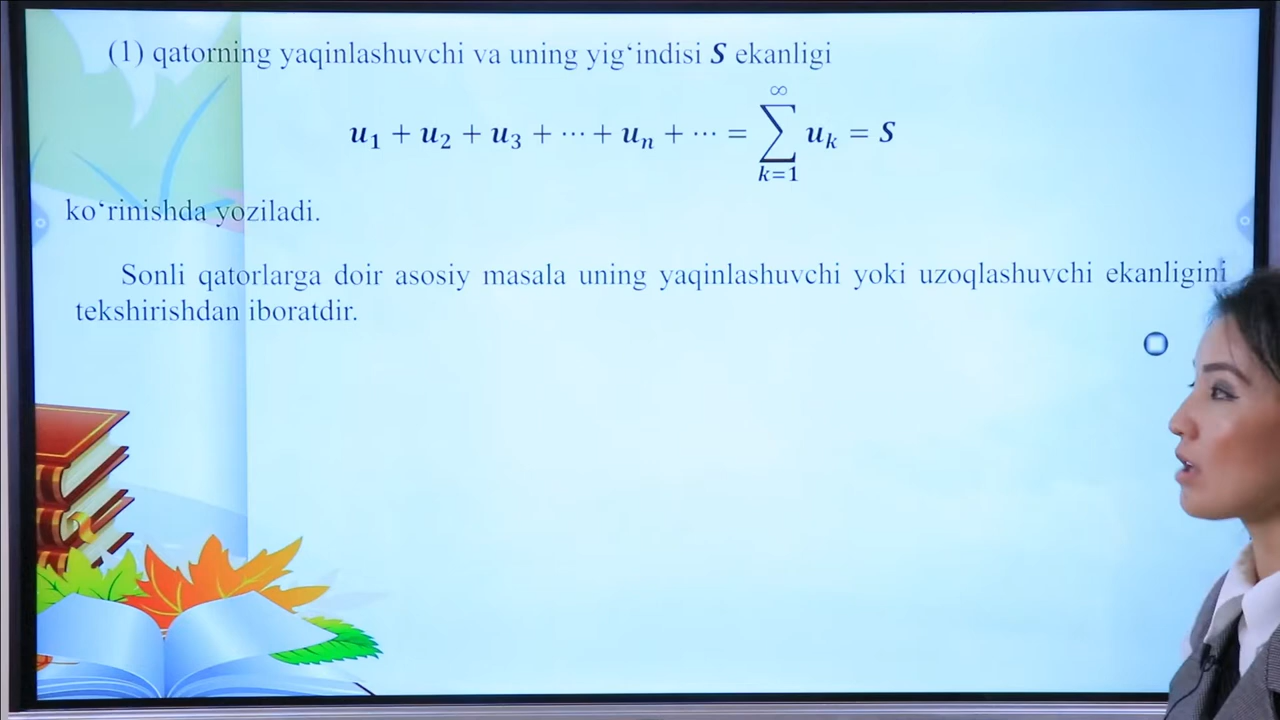 (1) qatorning yaqinlashuvchi va uning yig‘indisi S ekanligi
u₁ + u₂ + u₃ + ⋯ + uₙ + ⋯ = ∑_{k=1}^{∞} uₖ = S
ko‘rinishda yoziladi.
Sonli qatorlarga doir asosiy masala uning yaqinlashuvchi yoki uzoqlashuvchi ekanligini
tekshirishdan iboratdir.